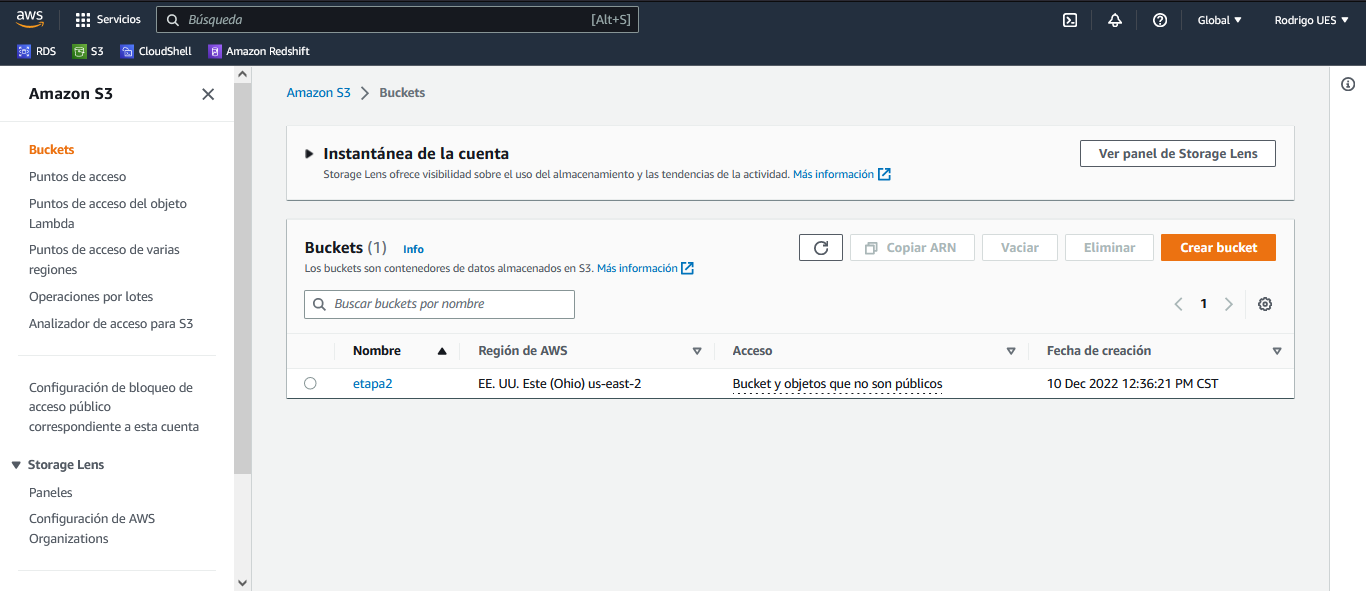 aws
Servicios
Búsqueda
[Alt+S]
Global
Rodrigo UES
RDS
S3
CloudShell
Amazon Redshift
Amazon S3
Buckets
Puntos de acceso
Puntos de acceso del objeto
Lambda
Puntos de acceso de varias
regiones
Operaciones por lotes
Analizador de acceso para S3
Configuración de bloqueo de
acceso público
correspondiente a esta cuenta
Storage Lens
Paneles
Configuración de AWS
Organizations
Amazon S3
Buckets
Instantánea de la cuenta
Storage Lens ofrece visibilidad sobre el uso del almacenamiento y las tendencias de la actividad. Más información
Ver panel de Storage Lens
Buckets (1)
Info
Los buckets son contenedores de datos almacenados en S3. Más información
Copiar ARN
Vaciar
Eliminar
Crear bucket
Buscar buckets por nombre
1
Nombre
Región de AWS
Acceso
Fecha de creación
etapa2
EE. UU. Este (Ohio) us-east-2
Bucket y objetos que no son públicos
10 Dec 2022 12:36:21 PM CST